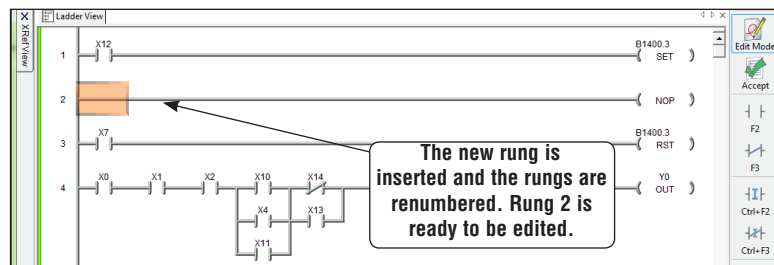 XRef View
Ladder View
1
X12
B1400.3
SET
2
NOP
3
X7
B1400.3
RST
4
X0
X1
X2
X10
X14
Y0
OUT
X4
X13
X11
The new rung is
inserted and the rungs are
renumbered. Rung 2 is
ready to be edited.
Edit Mode
Accept
F2
F3
Ctrl+F2
Ctrl+F3